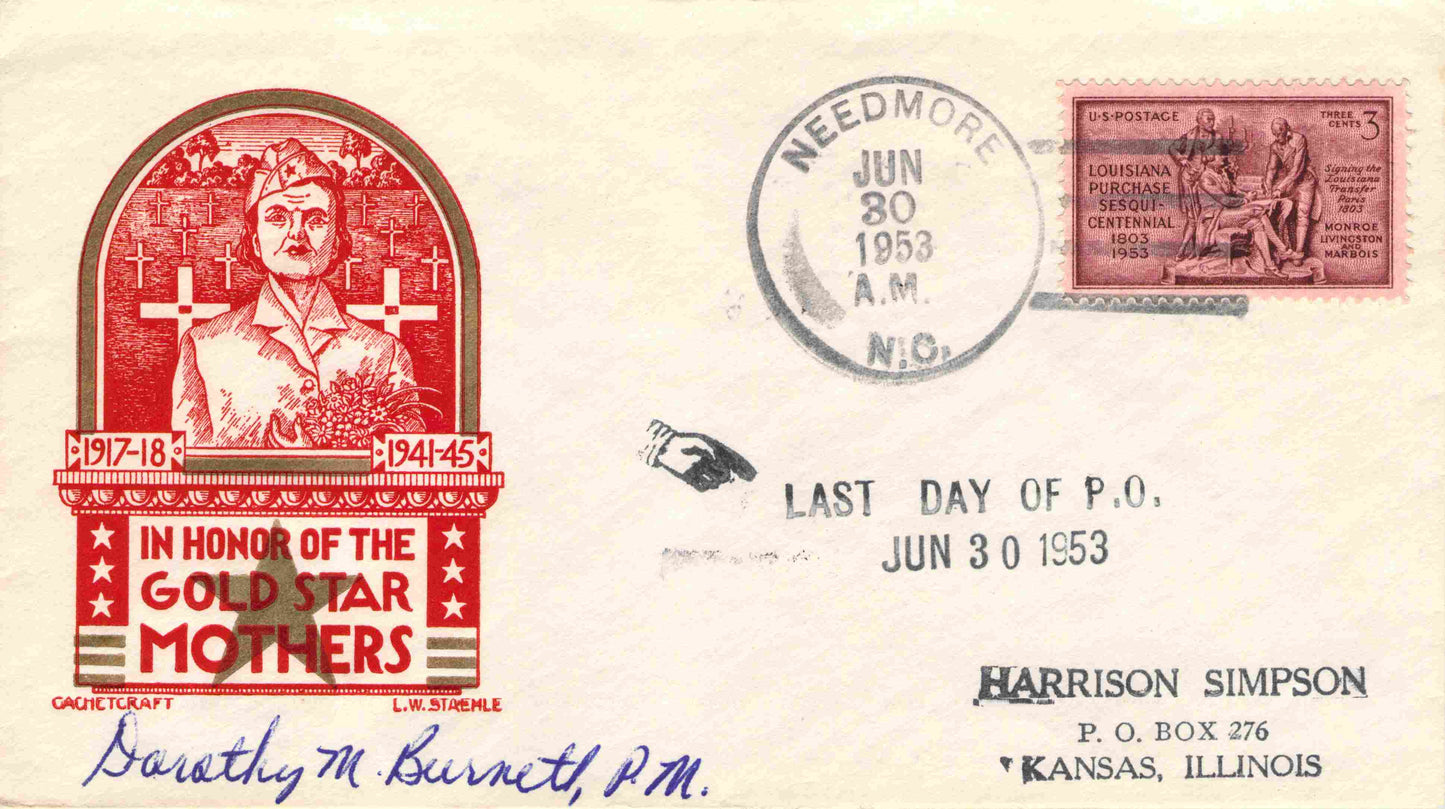 NEEDMORE
JUN
30
1953
A.M.
N.C.
U·S·POSTAGE
THREE CENTS 3
LOUISIANA
PURCHASE
SESQUI-
CENTENNIAL
1803
1953
Signing the
Louisiana
Transfer
Paris
1803
MONROE
LIVINGSTON
AND
MARBOIS
1917-18
1941-45
IN HONOR OF THE
GOLD STAR
MOTHERS
CACHETCRAFT
L.W. STAEHLE
LAST DAY OF P.O.
JUN 30 1953
HARRISON SIMPSON
P. O. BOX 276
KANSAS, ILLINOIS
Dorothy M. Burnett, P.M.